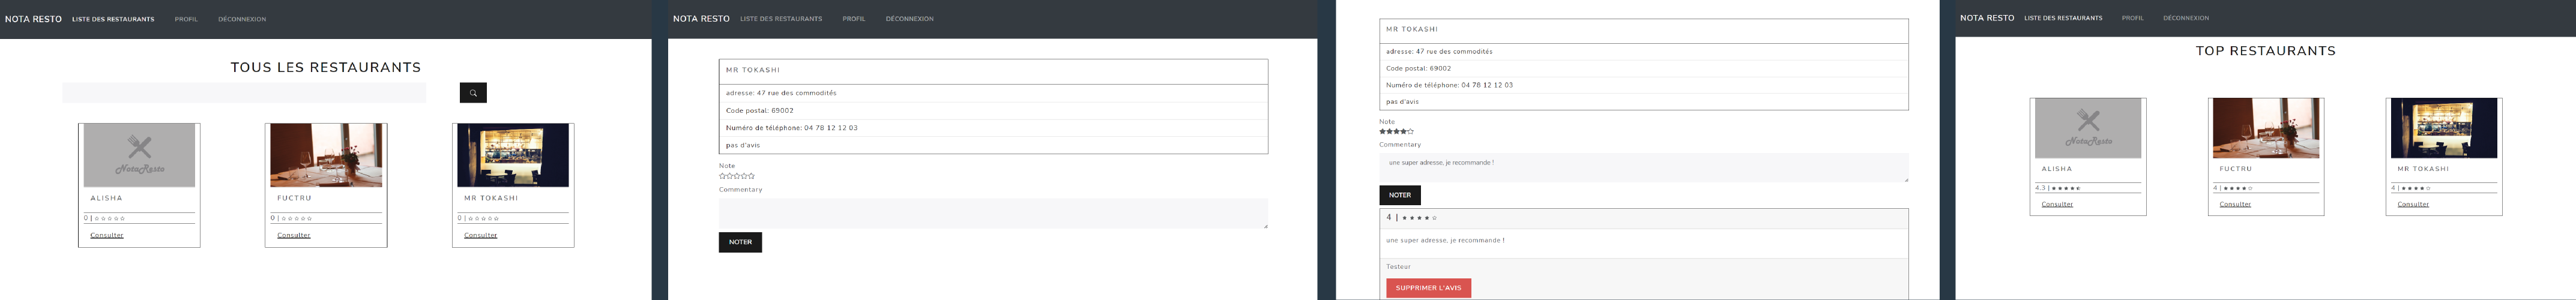 NOTA RESTO LISTE DES RESTAURANTS PROFIL DÉCONNEXION
TOUS LES RESTAURANTS
NotaResto
ALISHA
0 | ☆☆☆☆☆
Consulter
FUCTRU
0 | ☆☆☆☆☆
Consulter
MR TOKASHI
0 | ☆☆☆☆☆
Consulter
NOTA RESTO LISTE DES RESTAURANTS PROFIL DÉCONNEXION
MR TOKASHI
adresse: 47 rue des commodités
Code postal: 69002
Numéro de téléphone: 04 78 12 12 03
pas d'avis
Note
☆☆☆☆☆
Commentary
NOTER
MR TOKASHI
adresse: 47 rue des commodités
Code postal: 69002
Numéro de téléphone: 04 78 12 12 03
pas d'avis
Note
★★★★☆
Commentary
une super adresse, je recommande !
NOTER
4 | ★★★★☆
une super adresse, je recommande !
Testeur
SUPPRIMER L'AVIS
NOTA RESTO LISTE DES RESTAURANTS PROFIL DÉCONNEXION
TOP RESTAURANTS
NotaResto
ALISHA
4.3 | ★★★★⯪
Consulter
FUCTRU
4 | ★★★★☆
Consulter
MR TOKASHI
4 | ★★★★☆
Consulter